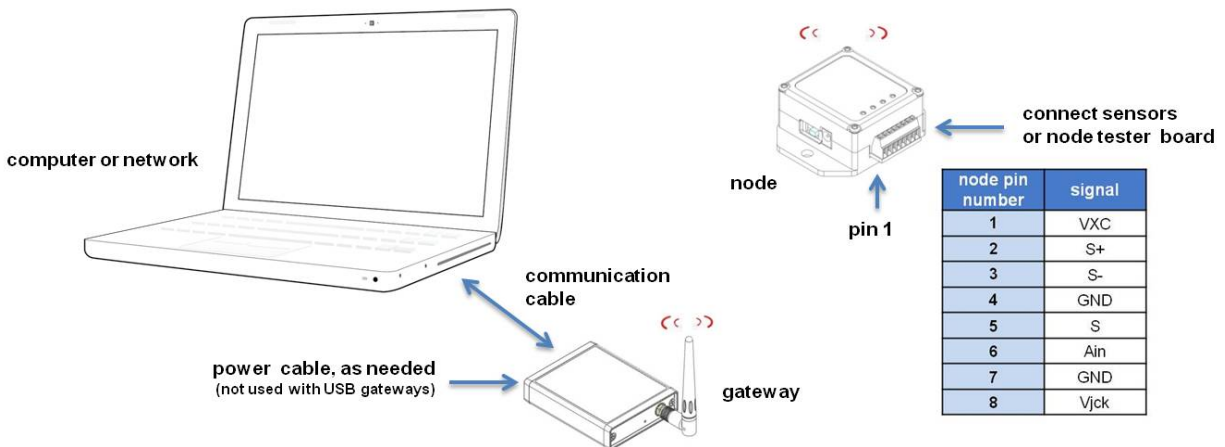 computer or network
connect sensors
or node tester board
node
pin 1
node pin number signal
1 VXC
2 S+
3 S-
4 GND
5 S
6 Ain
7 GND
8 Vjck
communication
cable
power cable, as needed
(not used with USB gateways)
gateway